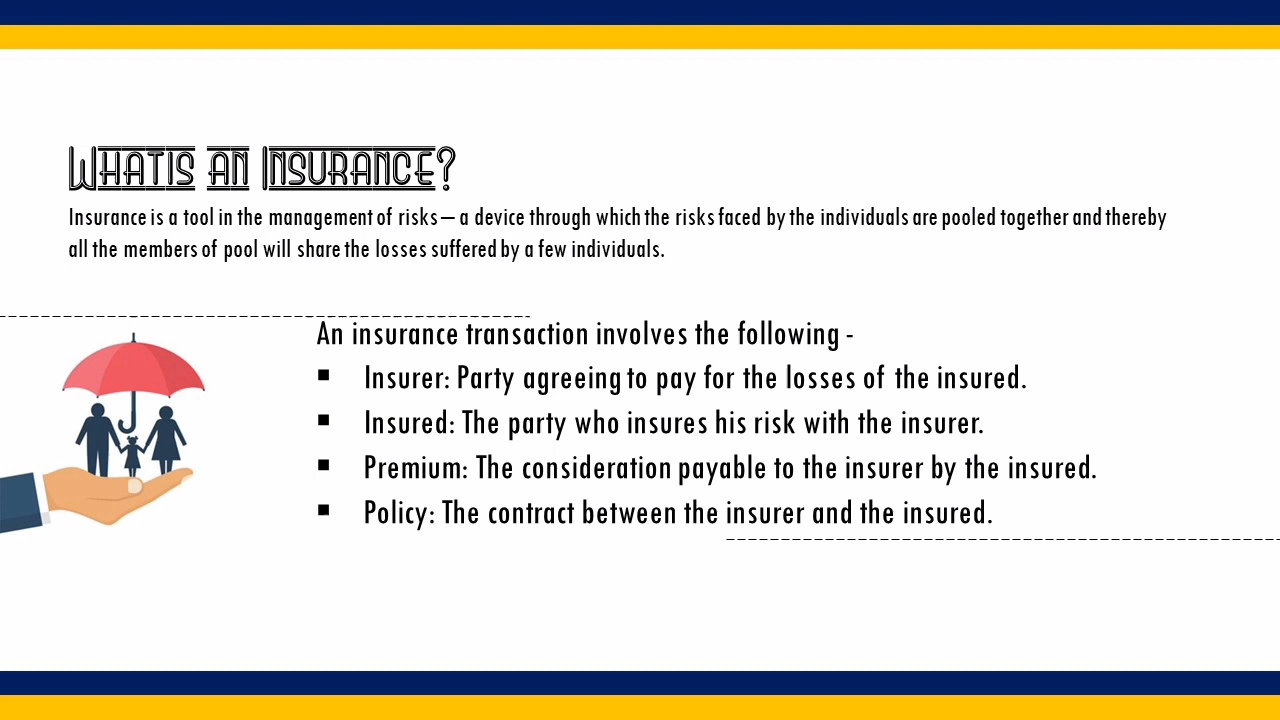 What is an Insurance?
Insurance is a tool in the management of risks – a device through which the risks faced by the individuals are pooled together and thereby
all the members of pool will share the losses suffered by a few individuals.
An insurance transaction involves the following -
▪ Insurer: Party agreeing to pay for the losses of the insured.
▪ Insured: The party who insures his risk with the insurer.
▪ Premium: The consideration payable to the insurer by the insured.
▪ Policy: The contract between the insurer and the insured.